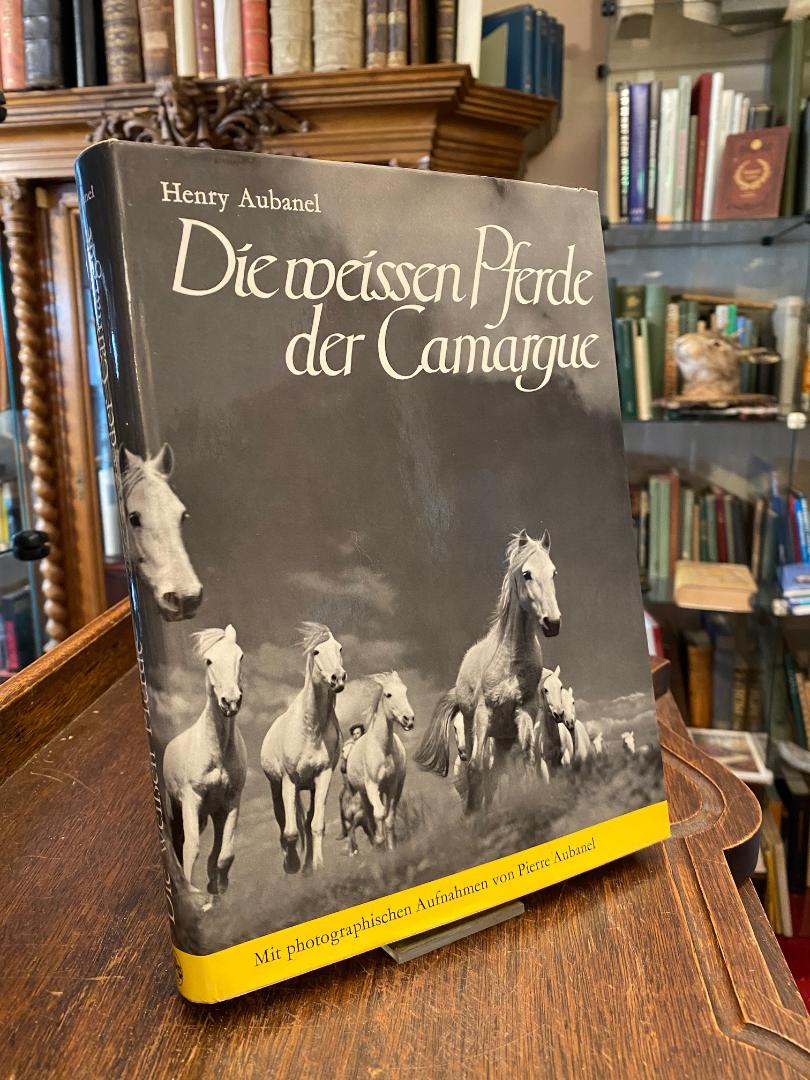 Henry Aubanel
Die weissen Pferde
der Camargue
Mit photographischen Aufnahmen von Pierre Aubanel